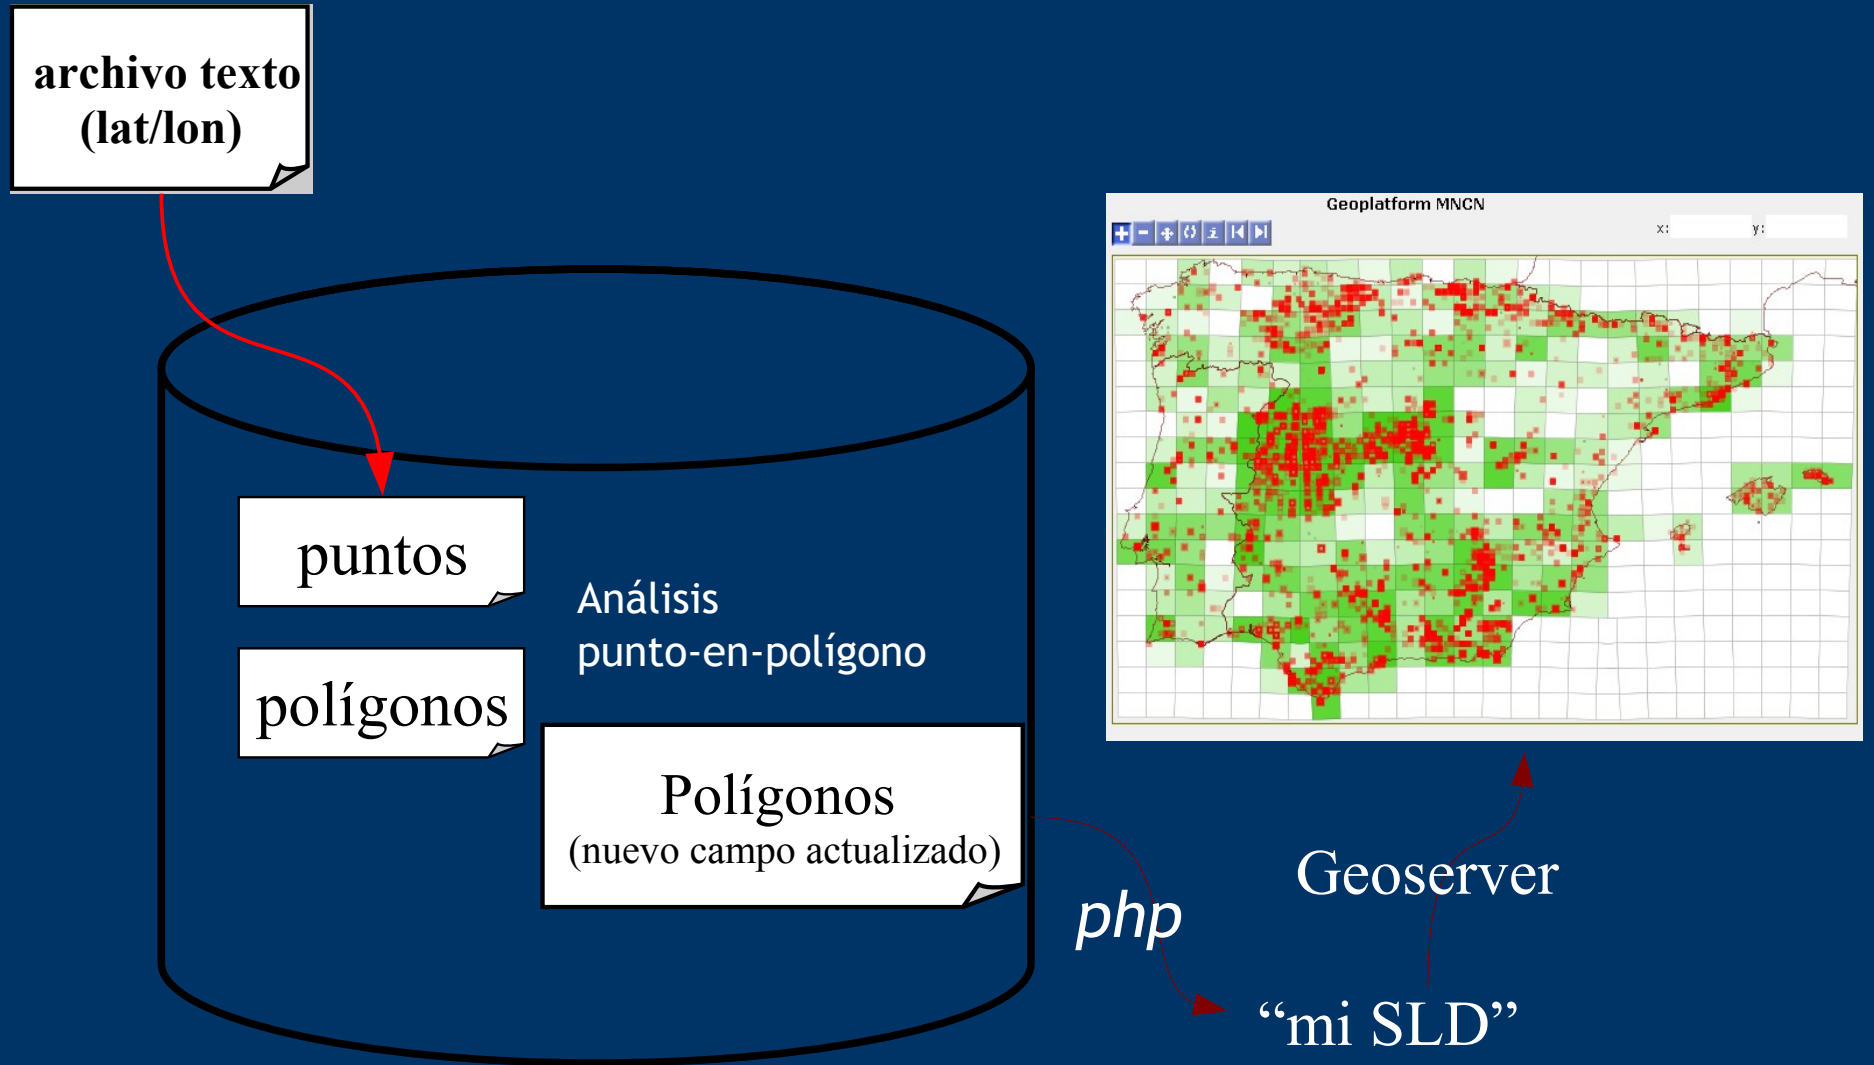 archivo texto
(lat/lon)
Geoplatform MNCN
x:
y:
puntos
Análisis
punto-en-polígono
polígonos
Polígonos
(nuevo campo actualizado)
Geoserver
php
“mi SLD”